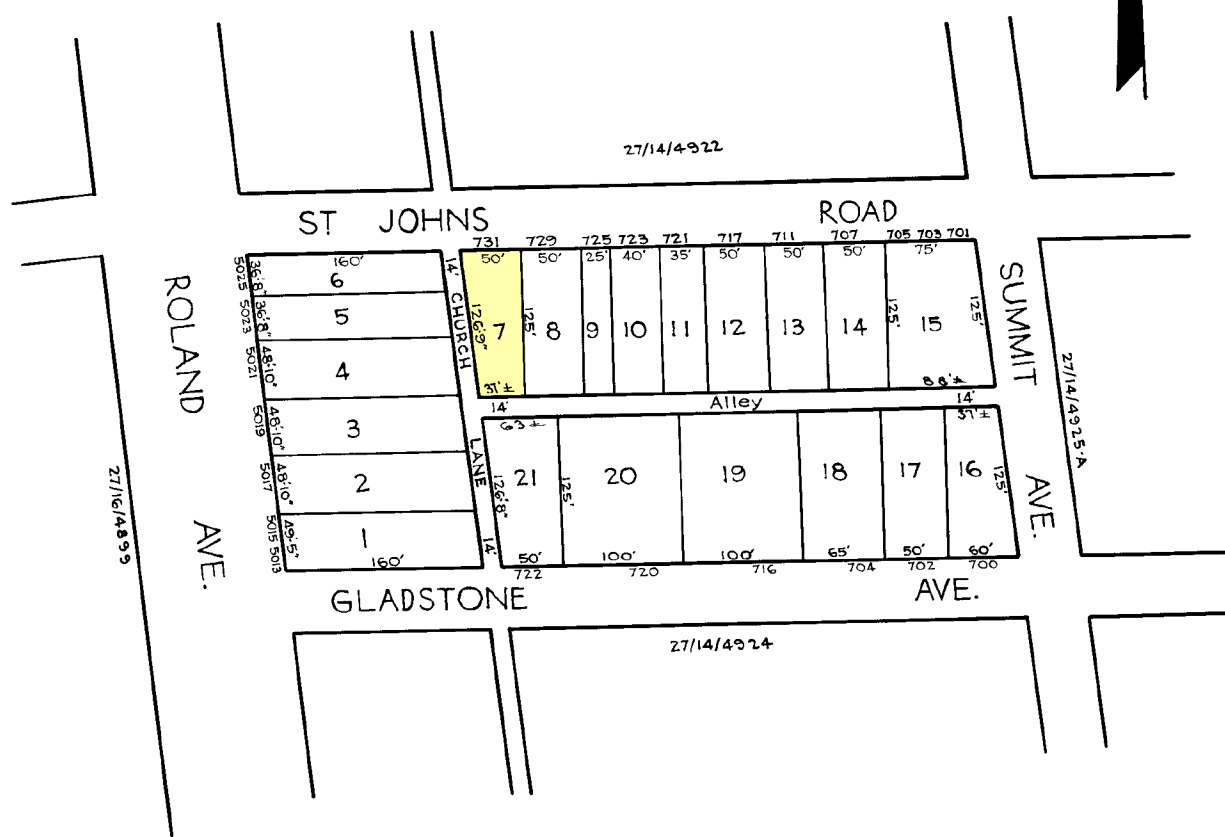 27/14/4922
ST JOHNS ROAD
731 729 725 723 721 717 711 707 705 703 701
160' 14' 50' 50' 25' 40' 35' 50' 50' 50' 75'
5025 36'8" 6
5023 36'8" 5
5021 48'10" 4
5019 48'10" 3
5017 48'10" 2
5015 5013 49'5" 1
160'
ROLAND AVE.
27/16/4899
CHURCH LANE
14'
126'9" 7 125' 8 9 10 11 12 13 14 125' 15 125'
37'± 88'±
14' Alley 14'
63± 37'±
126'8" 21 125' 20 19 18 17 16 125'
50' 100' 100' 65' 50' 60'
722 720 716 704 702 700
SUMMIT AVE.
27/14/4925-A
GLADSTONE AVE.
27/14/4924